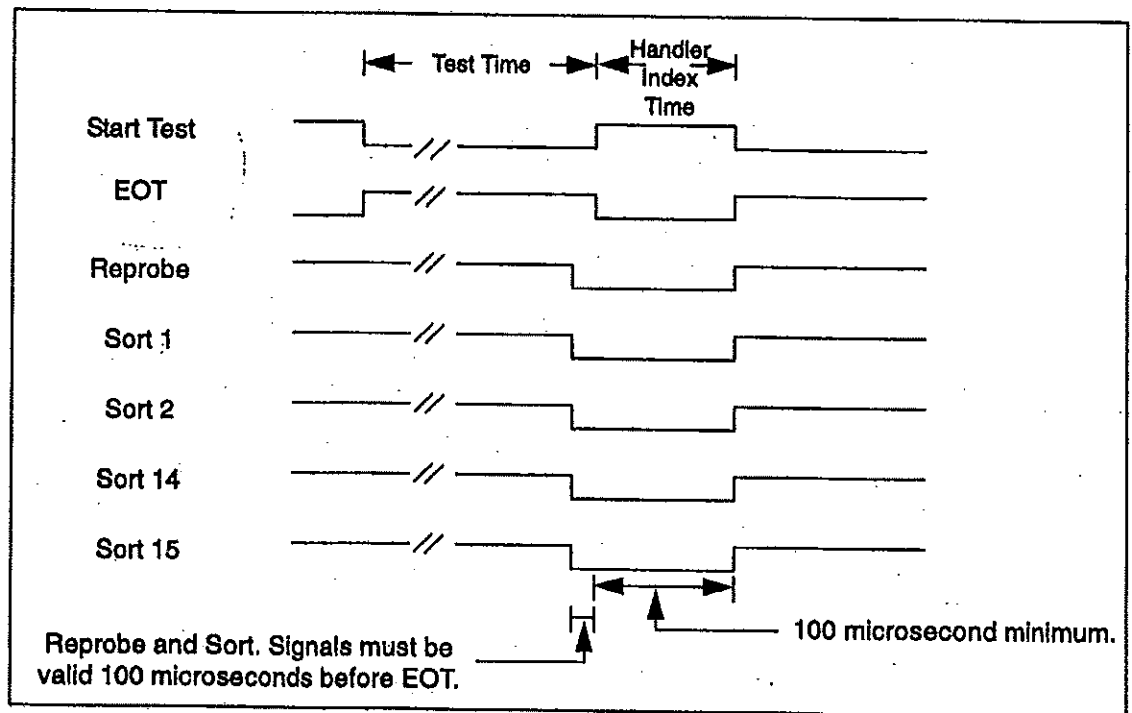 Test Time
Handler
Index
Time
Start Test
EOT
Reprobe
Sort 1
Sort 2
Sort 14
Sort 15
Reprobe and Sort. Signals must be
valid 100 microseconds before EOT.
100 microsecond minimum.